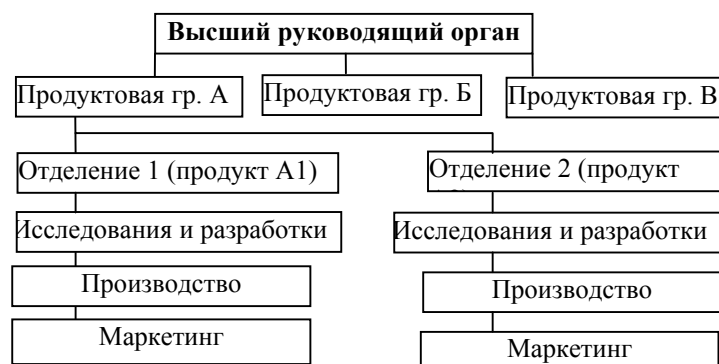 Высший руководящий орган
Продуктовая гр. А
Продуктовая гр. Б
Продуктовая гр. В
Отделение 1 (продукт А1)
Отделение 2 (продукт
Исследования и разработки
Исследования и разработки
Производство
Производство
Маркетинг
Маркетинг